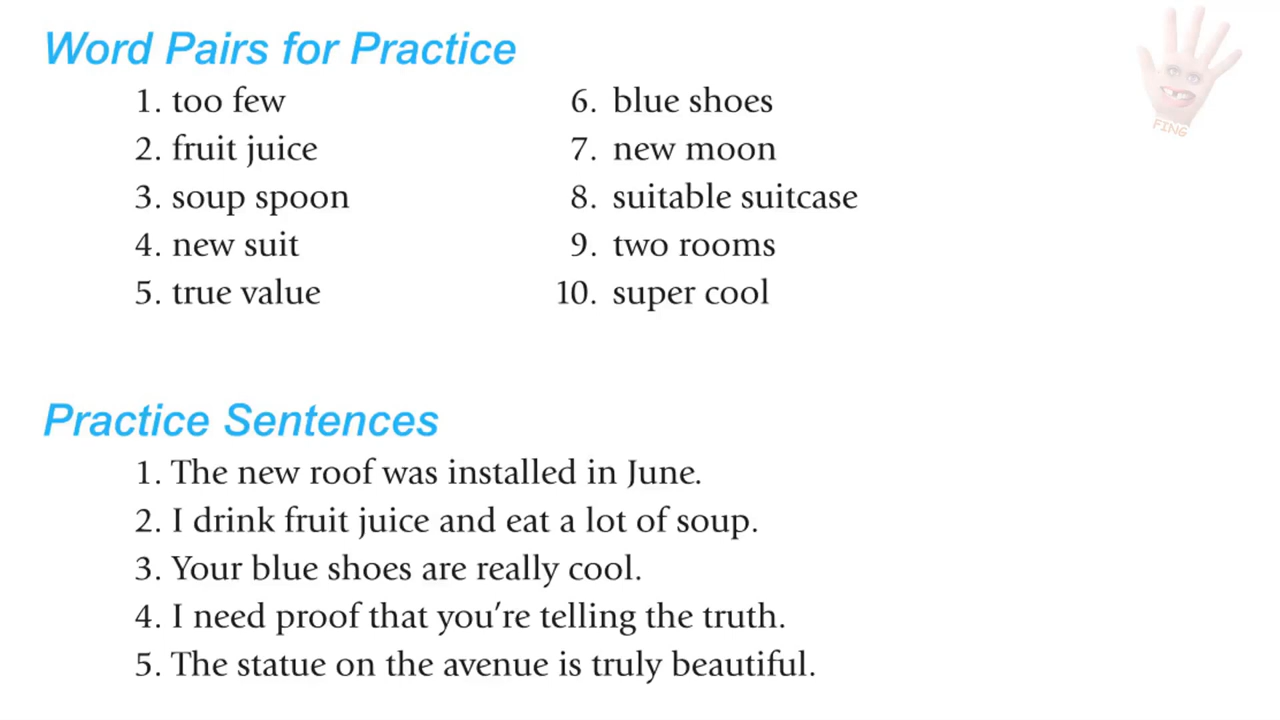 Word Pairs for Practice
1. too few
2. fruit juice
3. soup spoon
4. new suit
5. true value
6. blue shoes
7. new moon
8. suitable suitcase
9. two rooms
10. super cool
Practice Sentences
1. The new roof was installed in June.
2. I drink fruit juice and eat a lot of soup.
3. Your blue shoes are really cool.
4. I need proof that you're telling the truth.
5. The statue on the avenue is truly beautiful.
FING